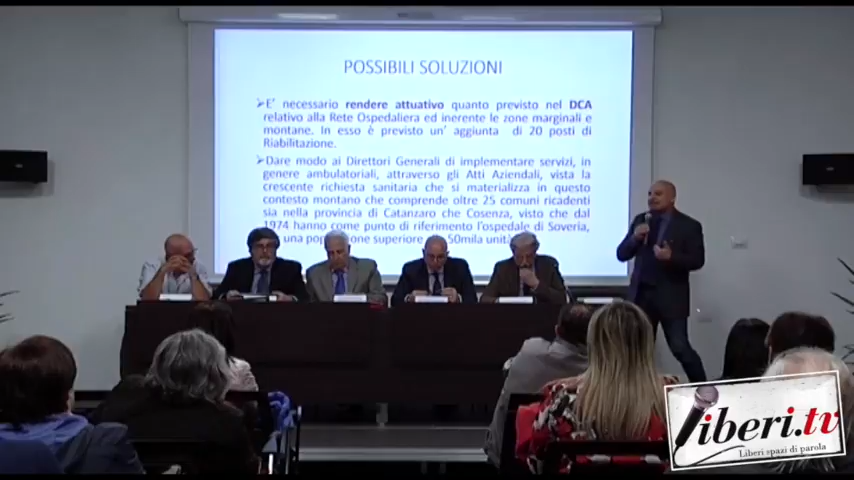 POSSIBILI SOLUZIONI
➢E' necessario rendere attuativo quanto previsto nel DCA
relativo alla Rete Ospedaliera ed inerente le zone marginali e
montane. In esso è previsto un' aggiunta di 20 posti di
Riabilitazione.
➢Dare modo ai Direttori Generali di implementare servizi, in
genere ambulatoriali, attraverso gli Atti Aziendali, vista la
crescente richiesta sanitaria che si materializza in questo
contesto montano che comprende oltre 25 comuni ricadenti
sia nella provincia di Catanzaro che Cosenza, visto che dal
1974 hanno come punto di riferimento l'ospedale di Soveria,
una superiore 50mila
liberi.tv
Liberi spazi di parola